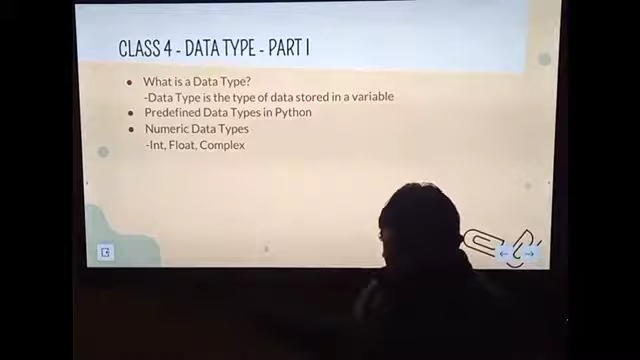 CLASS 4 - DATA TYPE - PART I
What is a Data Type?
-Data Type is the type of data stored in a variable
Predefined Data Types in Python
Numeric Data Types
-Int, Float, Complex